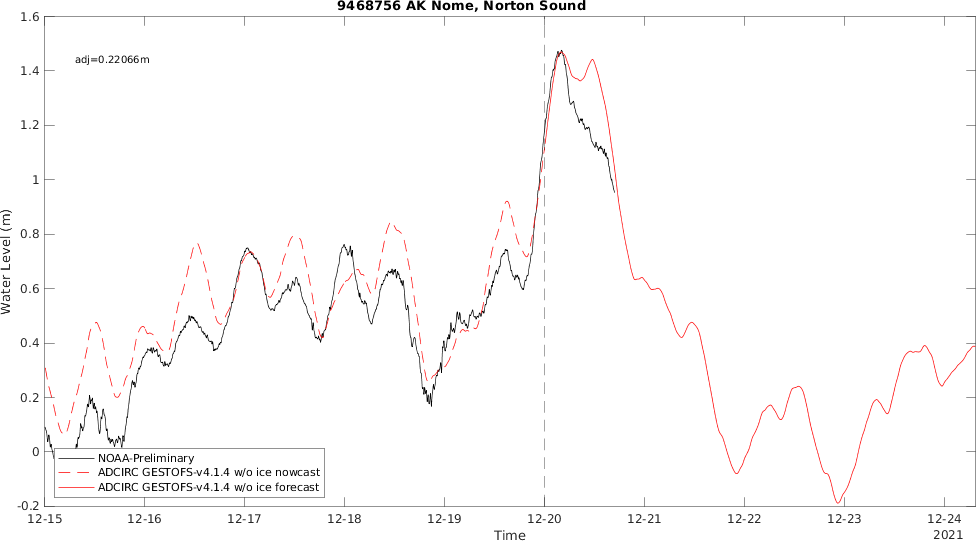 9468756 AK Nome, Norton Sound
adj=0.22066m
Water Level (m)
1.6
1.4
1.2
1
0.8
0.6
0.4
0.2
0
-0.2
NOAA-Preliminary
ADCIRC GESTOFS-v4.1.4 w/o ice nowcast
ADCIRC GESTOFS-v4.1.4 w/o ice forecast
12-15 12-16 12-17 12-18 12-19 12-20 12-21 12-22 12-23 12-24
Time
2021